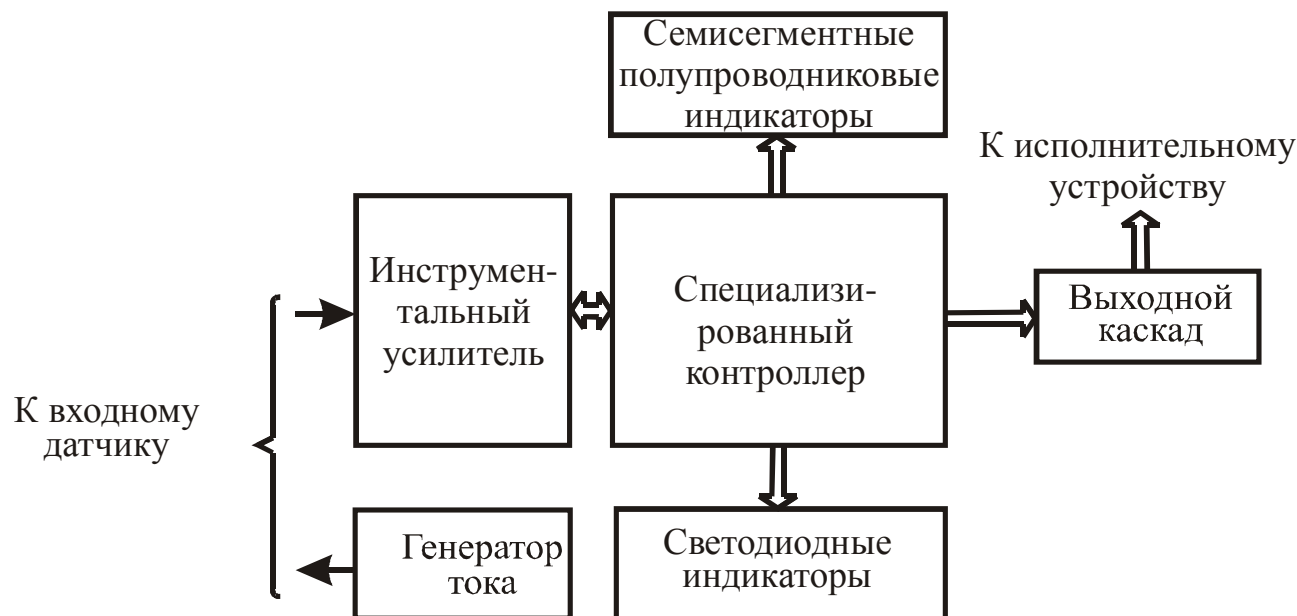 Семисегментные
полупроводниковые
индикаторы
К исполнительному
устройству
Инструмен-
тальный
усилитель
Специализи-
рованный
контроллер
Выходной
каскад
К входному
датчику
Генератор
тока
Светодиодные
индикаторы